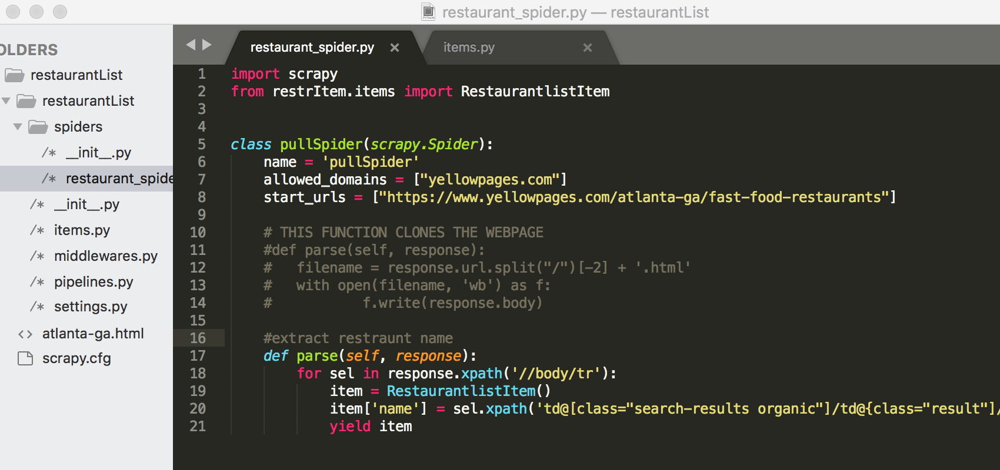 restaurant_spider.py — restaurantList
OLDERS
restaurantList
restaurantList
spiders
/* __init__.py
/* restaurant_spide
/* __init__.py
/* items.py
/* middlewares.py
/* pipelines.py
/* settings.py
<> atlanta-ga.html
scrapy.cfg
restaurant_spider.py × items.py ×
1 import scrapy
2 from restrItem.items import RestaurantlistItem
3
4
5 class pullSpider(scrapy.Spider):
6     name = 'pullSpider'
7     allowed_domains = ["yellowpages.com"]
8     start_urls = ["https://www.yellowpages.com/atlanta-ga/fast-food-restaurants"]
9
10     # THIS FUNCTION CLONES THE WEBPAGE
11     #def parse(self, response):
12     #   filename = response.url.split("/")[-2] + '.html'
13     #   with open(filename, 'wb') as f:
14     #           f.write(response.body)
15
16     #extract restraunt name
17     def parse(self, response):
18         for sel in response.xpath('//body/tr'):
19             item = RestaurantlistItem()
20             item['name'] = sel.xpath('td@[class="search-results organic"]/td@{class="result"]/
21             yield item